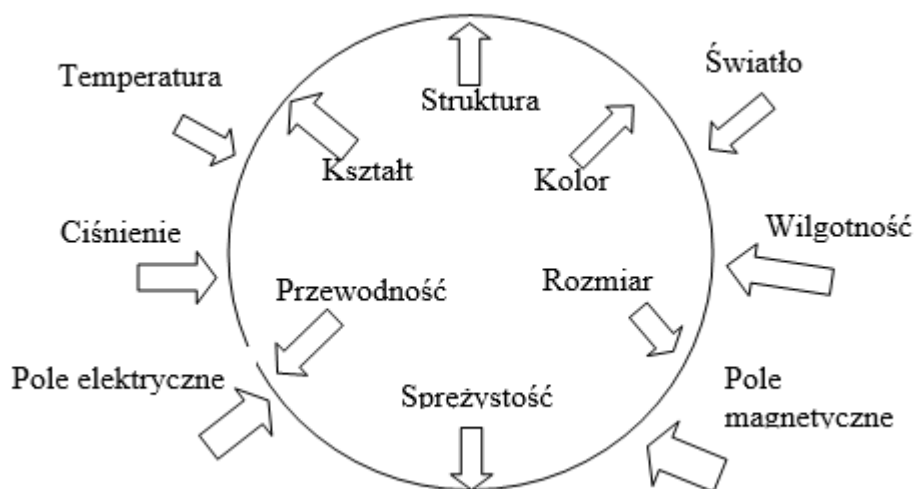 Światło
Temperatura
Struktura
Kształt
Kolor
Ciśnienie
Wilgotność
Przewodność
Rozmiar
Pole elektryczne
Sprężystość
Pole
magnetyczne